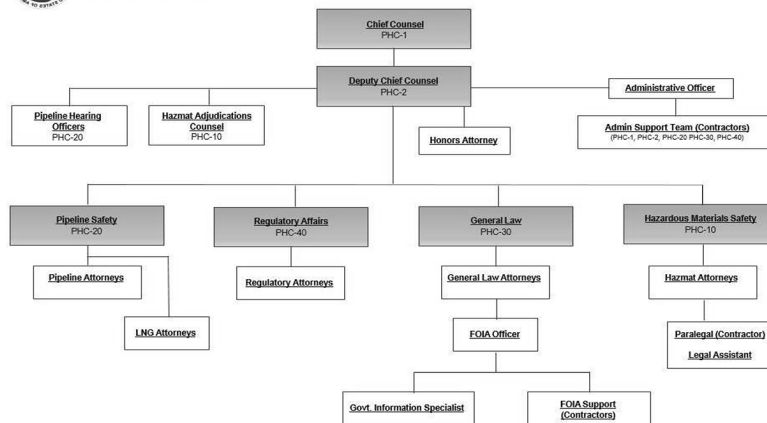 Chief Counsel
PHC-1
Deputy Chief Counsel
PHC-2
Administrative Officer
Pipeline Hearing
Officers
PHC-20
Hazmat Adjudications
Counsel
PHC-10
Honors Attorney
Admin Support Team (Contractors)
(PHC-1, PHC-2, PHC-20 PHC-30, PHC-40)
Pipeline Safety
PHC-20
Regulatory Affairs
PHC-40
General Law
PHC-30
Hazardous Materials Safety
PHC-10
Pipeline Attorneys
Regulatory Attorneys
General Law Attorneys
Hazmat Attorneys
LNG Attorneys
FOIA Officer
Paralegal (Contractor)
Legal Assistant
Govt. Information Specialist
FOIA Support
(Contractors)